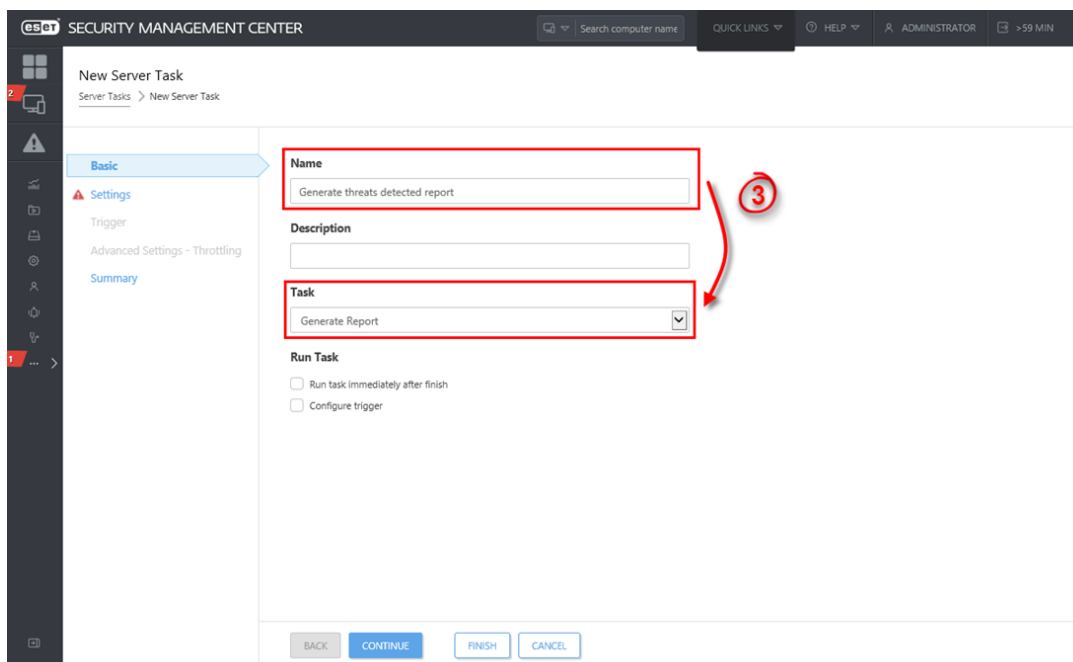 eset SECURITY MANAGEMENT CENTER
Search computer name
QUICK LINKS
HELP
ADMINISTRATOR
>59 MIN
New Server Task
Server Tasks > New Server Task
2
Basic
Settings
Trigger
Advanced Settings - Throttling
Summary
1
...
Name
Generate threats detected report
3
Description
Task
Generate Report
Run Task
Run task immediately after finish
Configure trigger
BACK
CONTINUE
FINISH
CANCEL